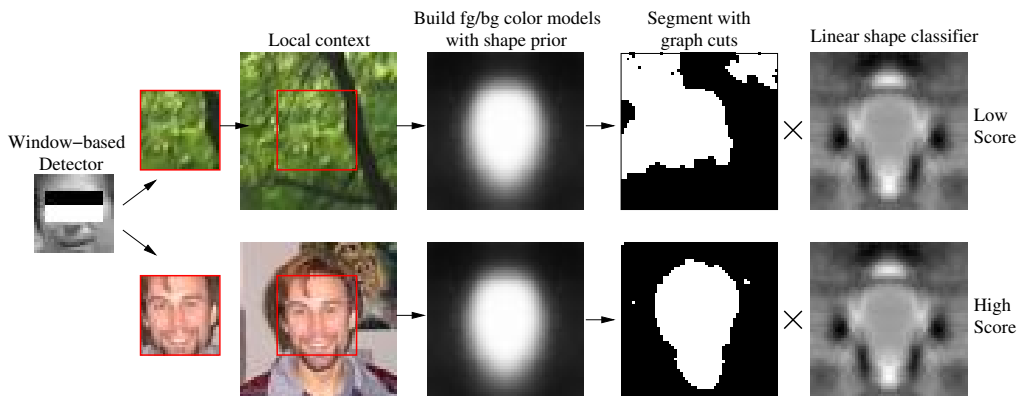 Window−based
Detector
Local context
Build fg/bg color models
with shape prior
Segment with
graph cuts
Linear shape classifier
Low
Score
High
Score